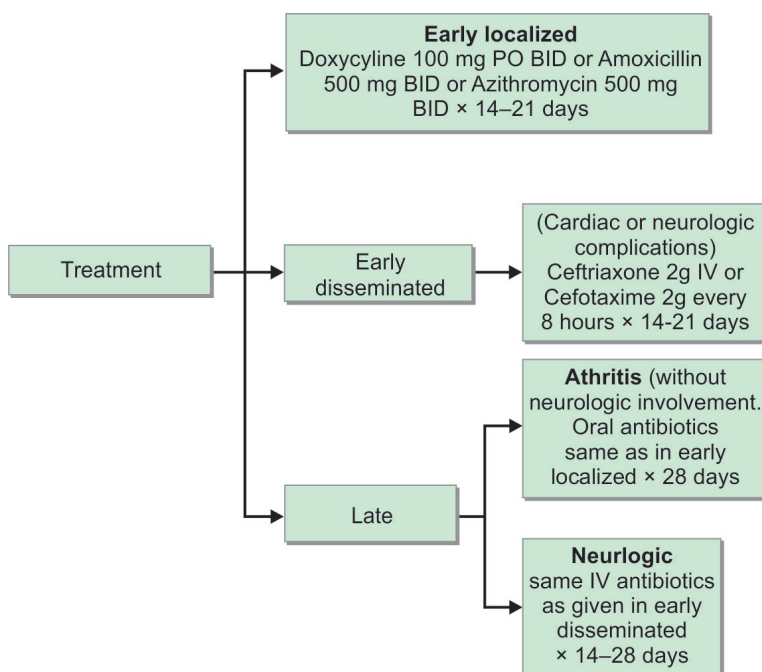 Early localized
Doxycyline 100 mg PO BID or Amoxicillin
500 mg BID or Azithromycin 500 mg
BID × 14–21 days
Treatment
Early
disseminated
(Cardiac or neurologic
complications)
Ceftriaxone 2g IV or
Cefotaxime 2g every
8 hours × 14-21 days
Athritis (without
neurologic involvement.
Oral antibiotics
same as in early
localized × 28 days
Late
Neurlogic
same IV antibiotics
as given in early
disseminated
× 14–28 days